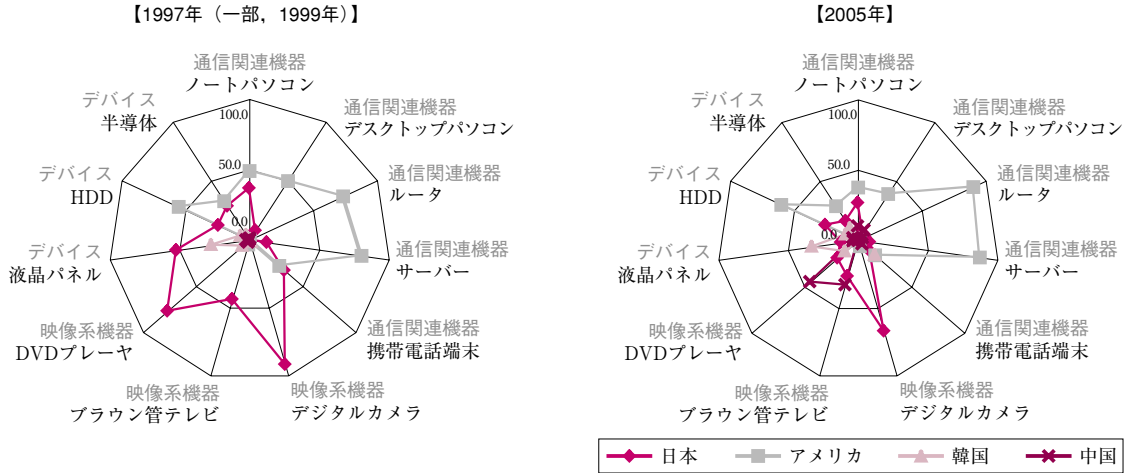 【1997年（一部，1999年）】
通信関連機器
ノートパソコン
通信関連機器
デスクトップパソコン
通信関連機器
ルータ
通信関連機器
サーバー
通信関連機器
携帯電話端末
映像系機器
デジタルカメラ
映像系機器
ブラウン管テレビ
映像系機器
DVDプレーヤ
デバイス
液晶パネル
デバイス
HDD
デバイス
半導体
100.0
50.0
0.0
【2005年】
通信関連機器
ノートパソコン
通信関連機器
デスクトップパソコン
通信関連機器
ルータ
通信関連機器
サーバー
通信関連機器
携帯電話端末
映像系機器
デジタルカメラ
映像系機器
ブラウン管テレビ
映像系機器
DVDプレーヤ
デバイス
液晶パネル
デバイス
HDD
デバイス
半導体
100.0
50.0
0.0
日本 アメリカ 韓国 中国